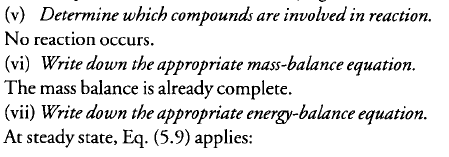 (v) Determine which compounds are involved in reaction.
No reaction occurs.
(vi) Write down the appropriate mass-balance equation.
The mass balance is already complete.
(vii) Write down the appropriate energy-balance equation.
At steady state, Eq. (5.9) applies: